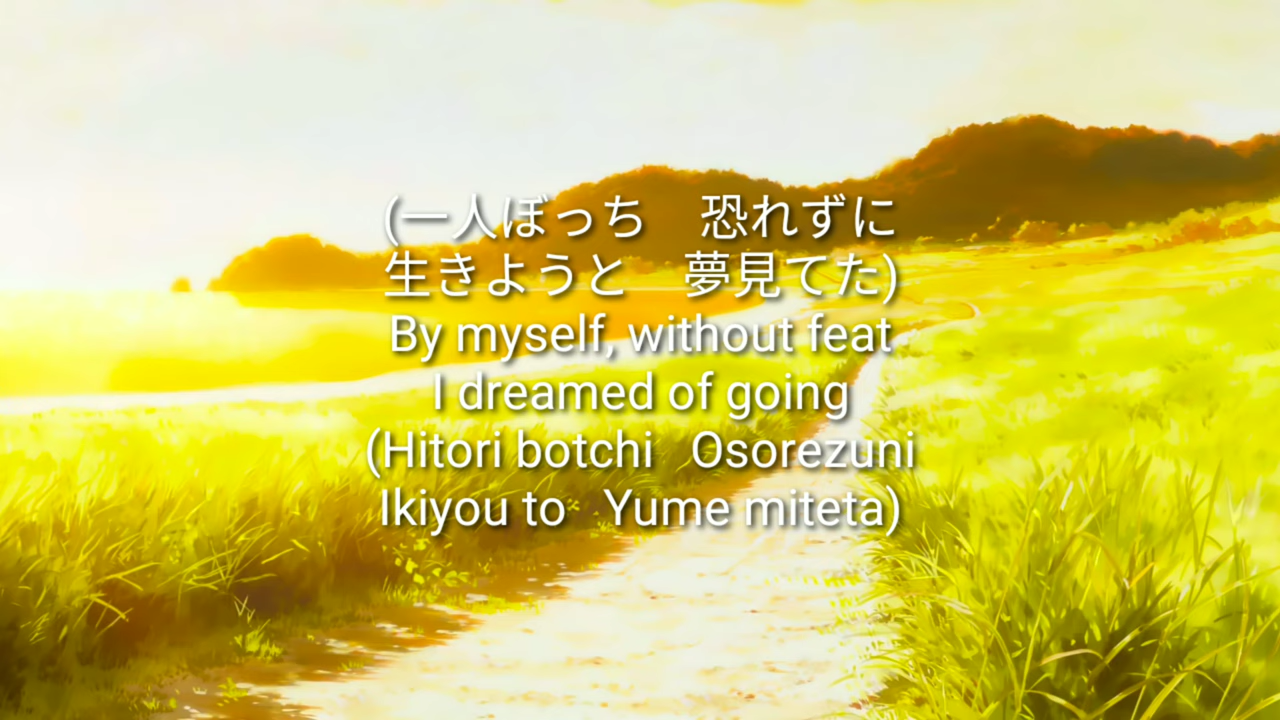 (一人ぼっち　恐れずに
生きようと　夢見てた)
By myself, without feat
I dreamed of going
(Hitori botchi   Osorezuni
Ikiyou to   Yume miteta)